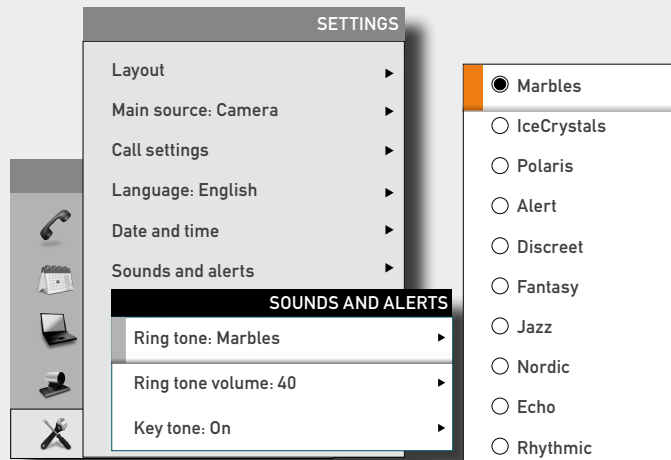 SETTINGS
Layout
Main source: Camera
Call settings
Language: English
Date and time
Sounds and alerts
SOUNDS AND ALERTS
Ring tone: Marbles
Ring tone volume: 40
Key tone: On
Marbles
IceCrystals
Polaris
Alert
Discreet
Fantasy
Jazz
Nordic
Echo
Rhythmic